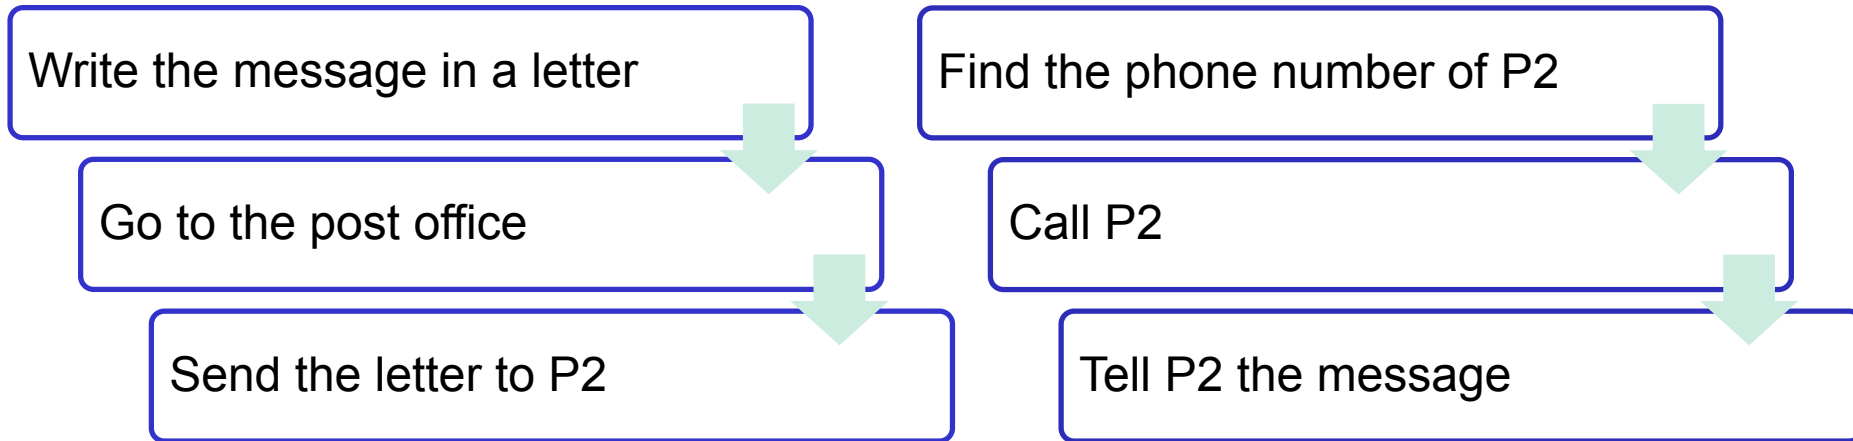 Write the message in a letter
Go to the post office
Send the letter to P2
Find the phone number of P2
Call P2
Tell P2 the message